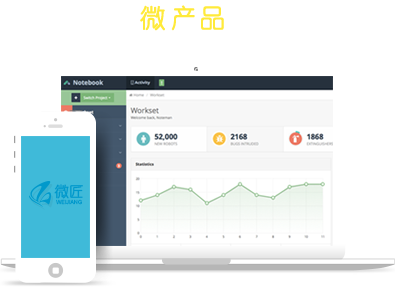 微产品
Notebook
Activity
Switch Project
Home
Workset
Workset
Welcome back, Noteman
52,000
NEW ROBOTS
2168
BUGS INTRUDED
1868
EXTINGUISHERS
Statistics
20
15
10
5
0
0 1 2 3 4 5 6 7 8 9 10 11
微匠
WEIJIANG